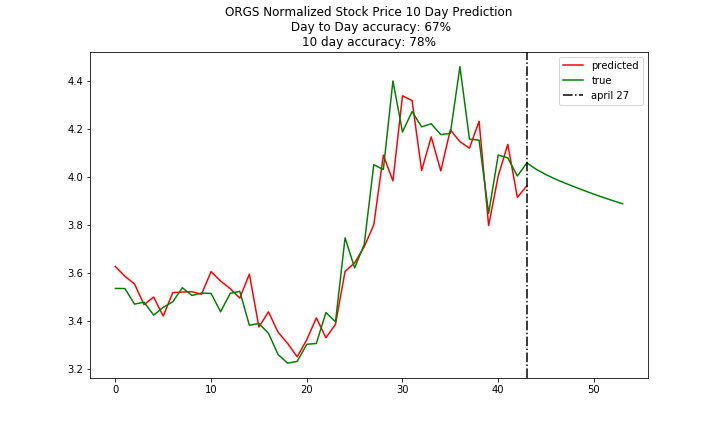 ORGS Normalized Stock Price 10 Day Prediction
Day to Day accuracy: 67%
10 day accuracy: 78%
predicted
true
april 27
4.4
4.2
4.0
3.8
3.6
3.4
3.2
0 10 20 30 40 50